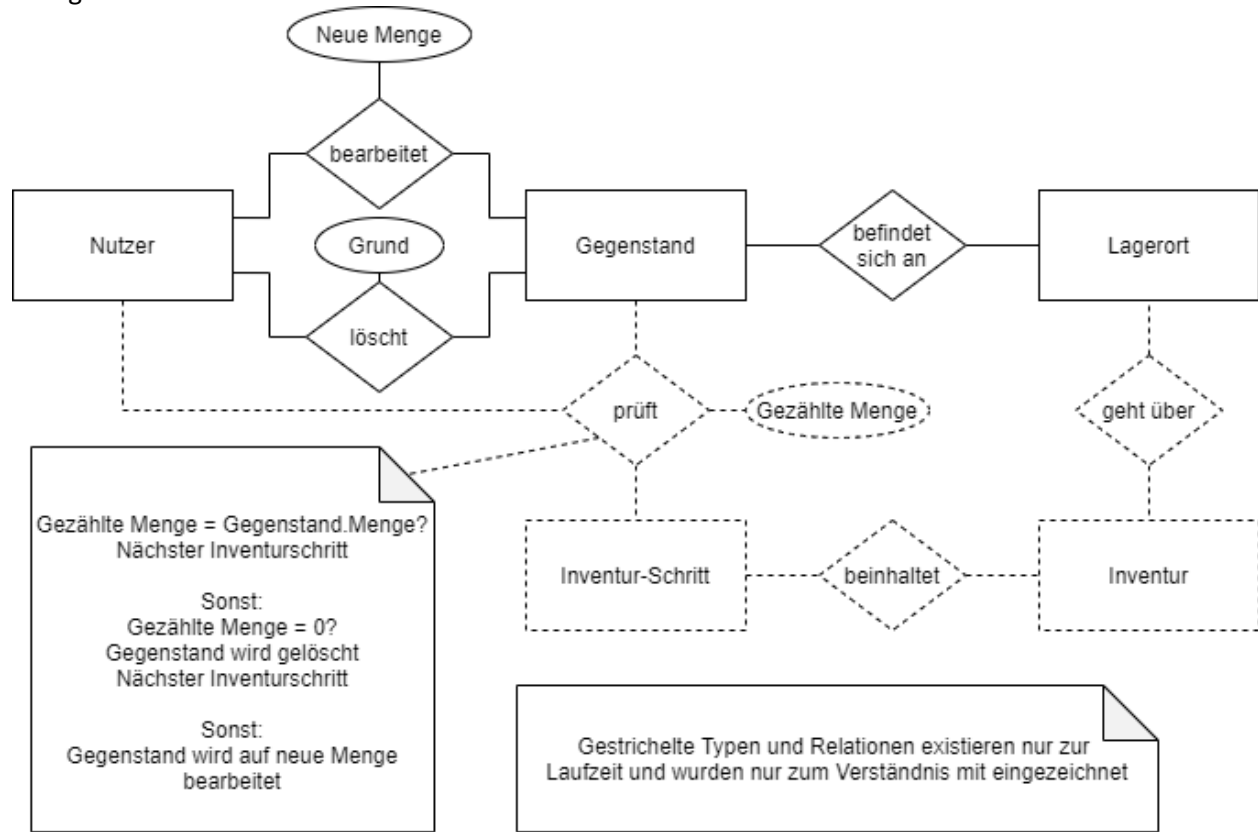 Neue Menge
bearbeitet
Nutzer
Grund
Gegenstand
befindet
sich an
Lagerort
löscht
prüft
Gezählte Menge
geht über
Gezählte Menge = Gegenstand.Menge?
Nächster Inventurschritt
Sonst:
Gezählte Menge = 0?
Gegenstand wird gelöscht
Nächster Inventurschritt
Sonst:
Gegenstand wird auf neue Menge
bearbeitet
Inventur-Schritt
beinhaltet
Inventur
Gestrichelte Typen und Relationen existieren nur zur
Laufzeit und wurden nur zum Verständnis mit eingezeichnet